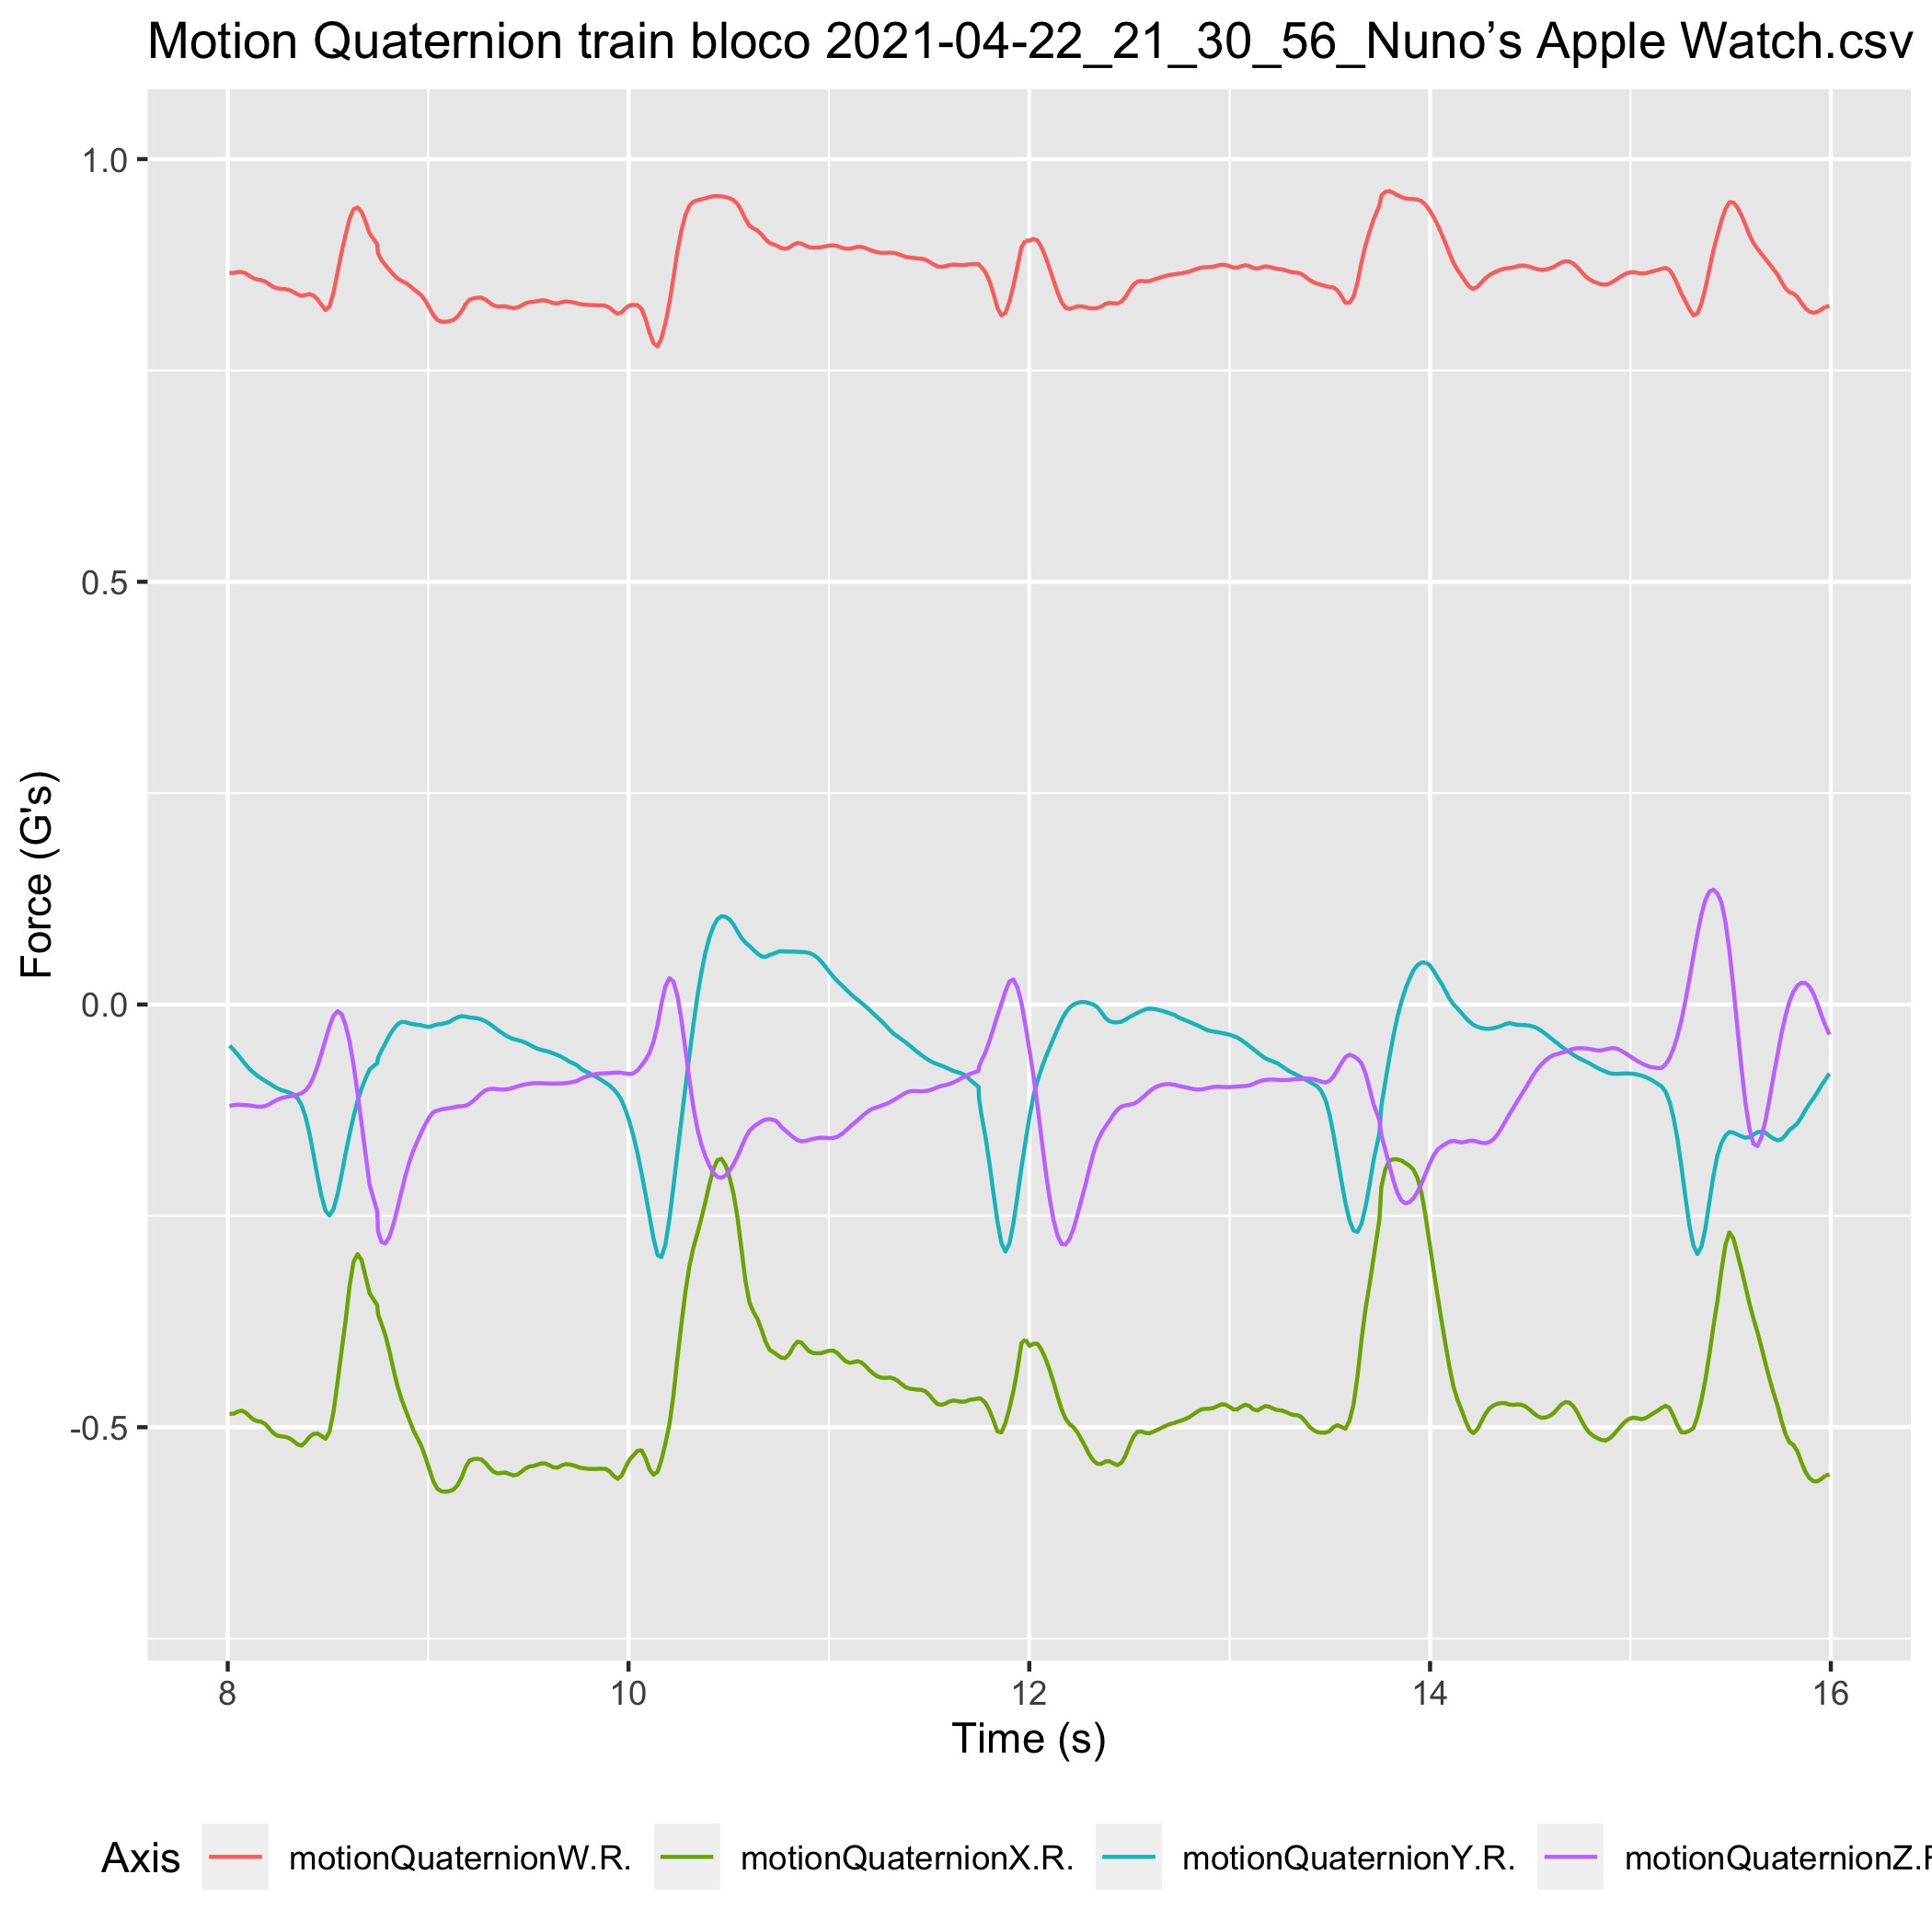 Motion Quaternion train bloco 2021-04-22_21_30_56_Nuno’s Apple Watch.csv
1.0
0.5
0.0
-0.5
Force (G's)
8 10 12 14 16
Time (s)
Axis motionQuaternionW.R. motionQuaternionX.R. motionQuaternionY.R. motionQuaternionZ.